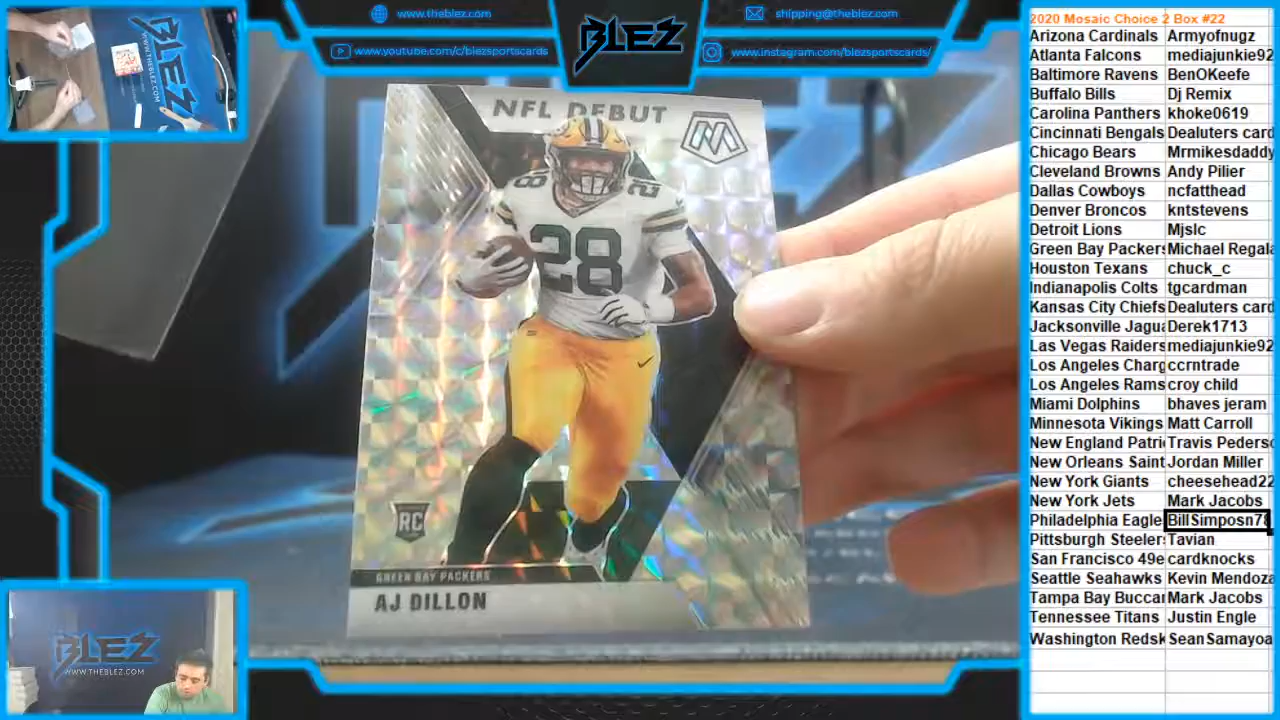 www.theblez.com
shipping@theblez.com
www.youtube.com/c/blezsportscards
www.instagram.com/blezsportscards/
BLEZ
NFL DEBUT
28
28
28
RC
GREEN BAY PACKERS
AJ DILLON
BLEZ
WWW.THEBLEZ.COM
2020 Mosaic Choice 2 Box #22
Arizona Cardinals Armyofnugz
Atlanta Falcons mediajunkie92
Baltimore Ravens BenOKeefe
Buffalo Bills Dj Remix
Carolina Panthers khoke0619
Cincinnati Bengals Dealuters card
Chicago Bears Mrmikesdaddy
Cleveland Browns Andy Pilier
Dallas Cowboys ncfatthead
Denver Broncos kntstevens
Detroit Lions Mjslc
Green Bay Packers Michael Regala
Houston Texans chuck_c
Indianapolis Colts tgcardman
Kansas City Chiefs Dealuters card
Jacksonville Jagua Derek1713
Las Vegas Raiders mediajunkie92
Los Angeles Charg ccrntrade
Los Angeles Rams croy child
Miami Dolphins bhaves jeram
Minnesota Vikings Matt Carroll
New England Patri Travis Peders
New Orleans Saint Jordan Miller
New York Giants cheesehead22
New York Jets Mark Jacobs
Philadelphia Eagle BillSimposn7
Pittsburgh Steeler Tavian
San Francisco 49e cardknocks
Seattle Seahawks Kevin Mendoza
Tampa Bay Buccan Mark Jacobs
Tennessee Titans Justin Engle
Washington Redsk SeanSamayoa